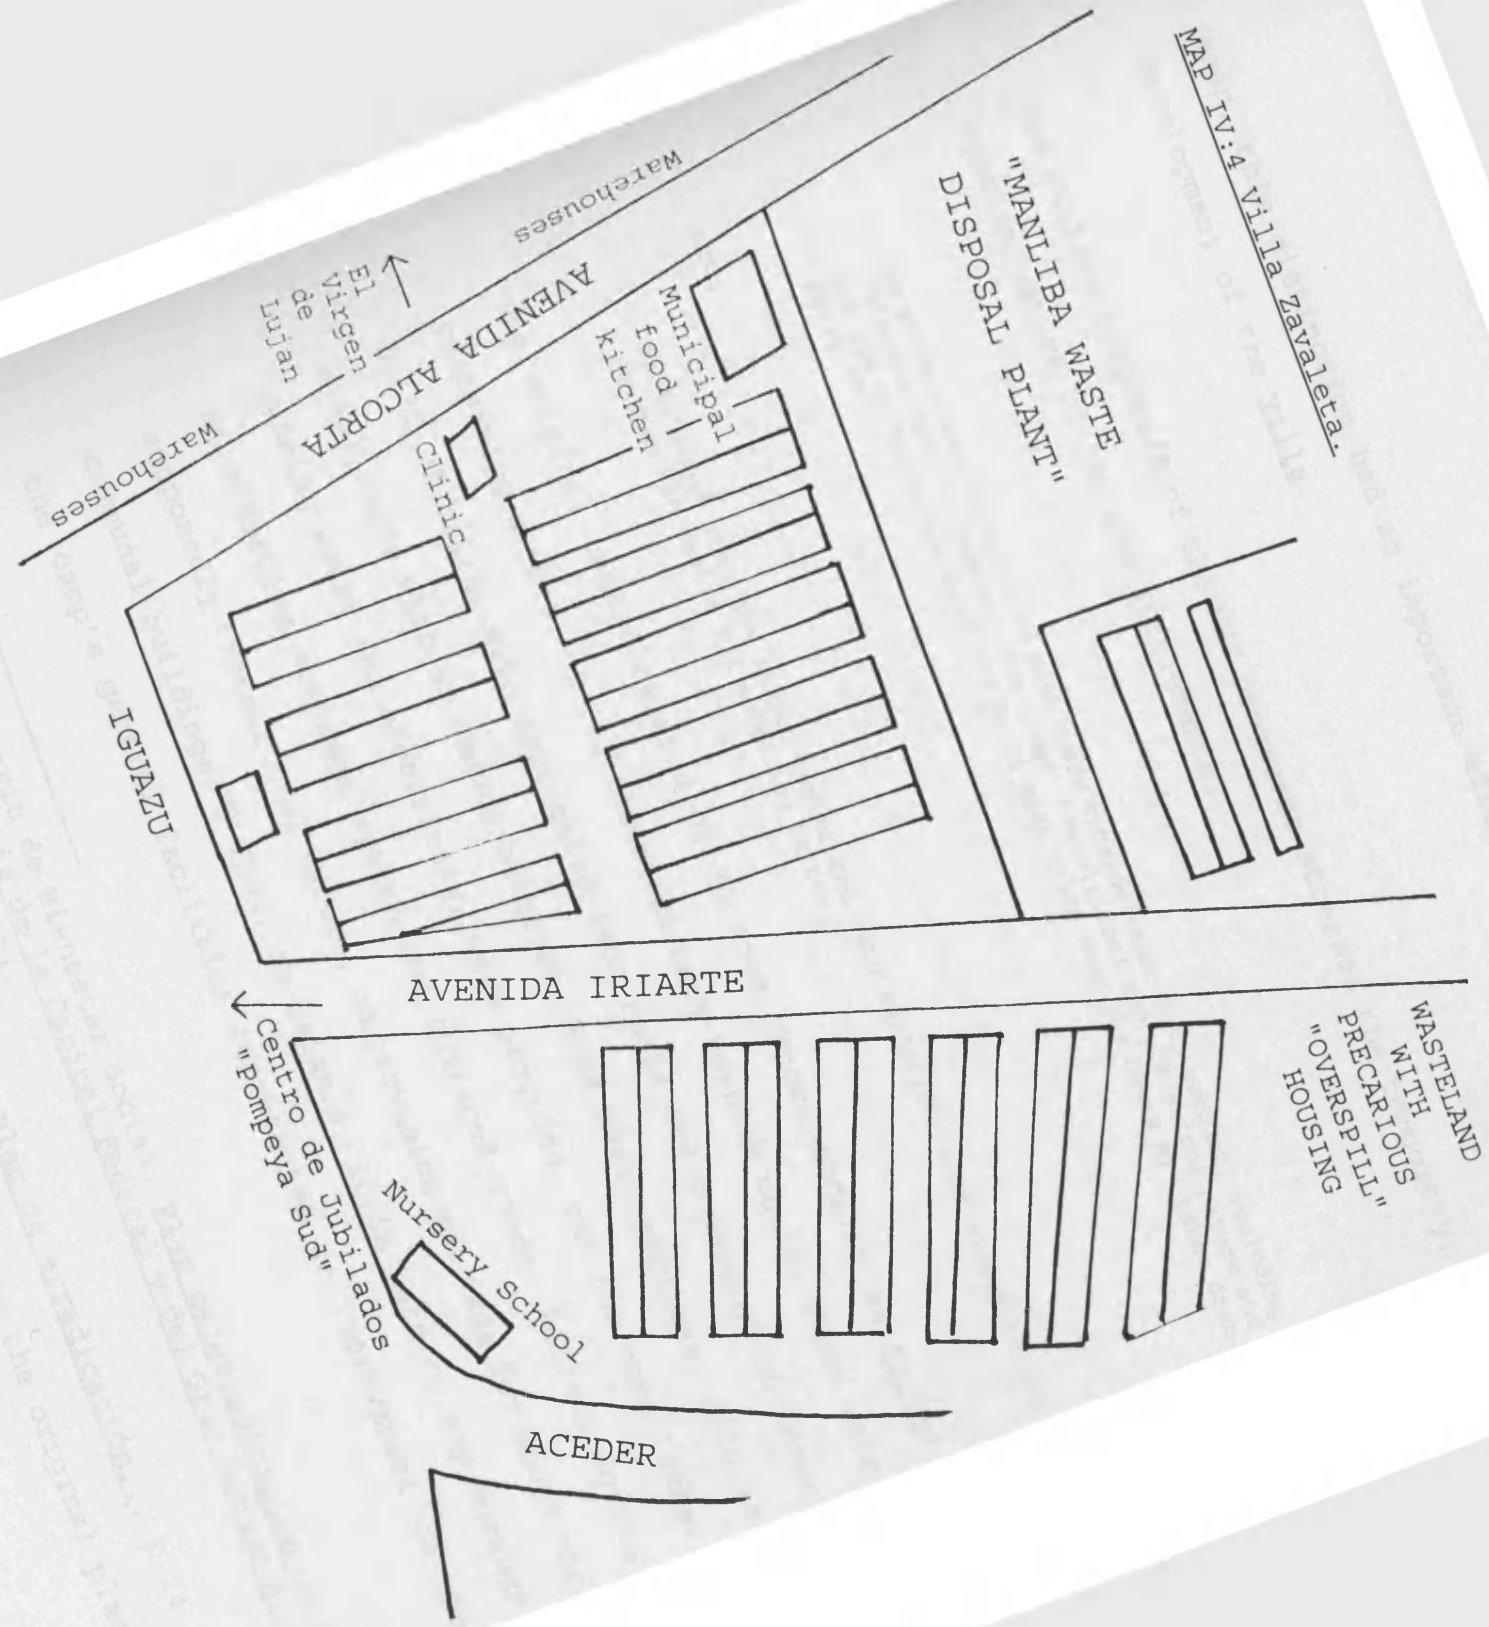 MAP IV:4 Villa Zavaleta.
"MANLIBA WASTE
DISPOSAL PLANT"
Warehouses
AVENIDA ALCORTA
El
Virgen
de
Lujan
Warehouses
Municipal
food
kitchen
Clinic
IGUAZU
AVENIDA IRIARTE
WASTELAND
WITH
PRECARIOUS
"OVERSPILL"
HOUSING
Centro de Jubilados
"Pompeya Sud"
Nursery School
ACEDER